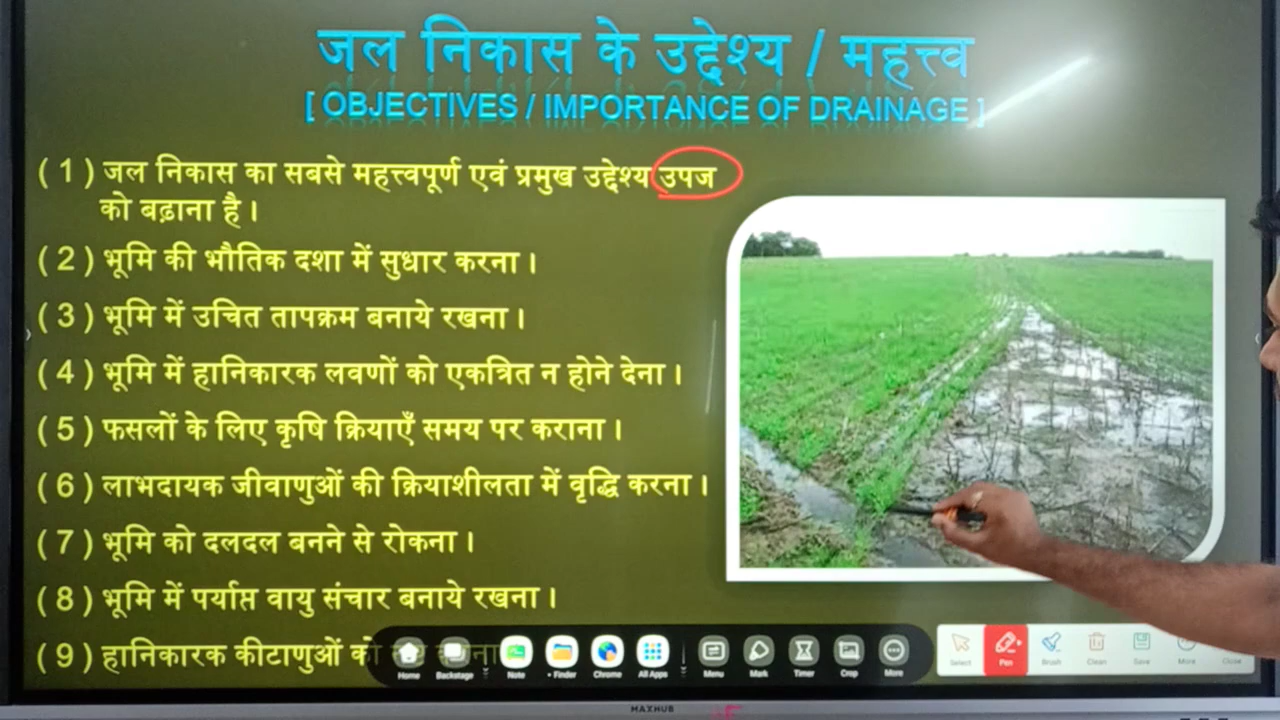 जल निकास के उद्देश्य / महत्त्व
[ OBJECTIVES / IMPORTANCE OF DRAINAGE ]
( 1 ) जल निकास का सबसे महत्त्वपूर्ण एवं प्रमुख उद्देश्य उपज
को बढ़ाना है ।
( 2 ) भूमि की भौतिक दशा में सुधार करना ।
( 3 ) भूमि में उचित तापक्रम बनाये रखना ।
( 4 ) भूमि में हानिकारक लवणों को एकत्रित न होने देना ।
( 5 ) फसलों के लिए कृषि क्रियाएँ समय पर कराना ।
( 6 ) लाभदायक जीवाणुओं की क्रियाशीलता में वृद्धि करना ।
( 7 ) भूमि को दलदल बनने से रोकना ।
( 8 ) भूमि में पर्याप्त वायु संचार बनाये रखना ।
( 9 ) हानिकारक कीटाणुओं को
Home Backstage Note • Finder Chrome All Apps Menu Mark Timer Crop More
Select Pen Brush Clean Save More Close
MAXHUB